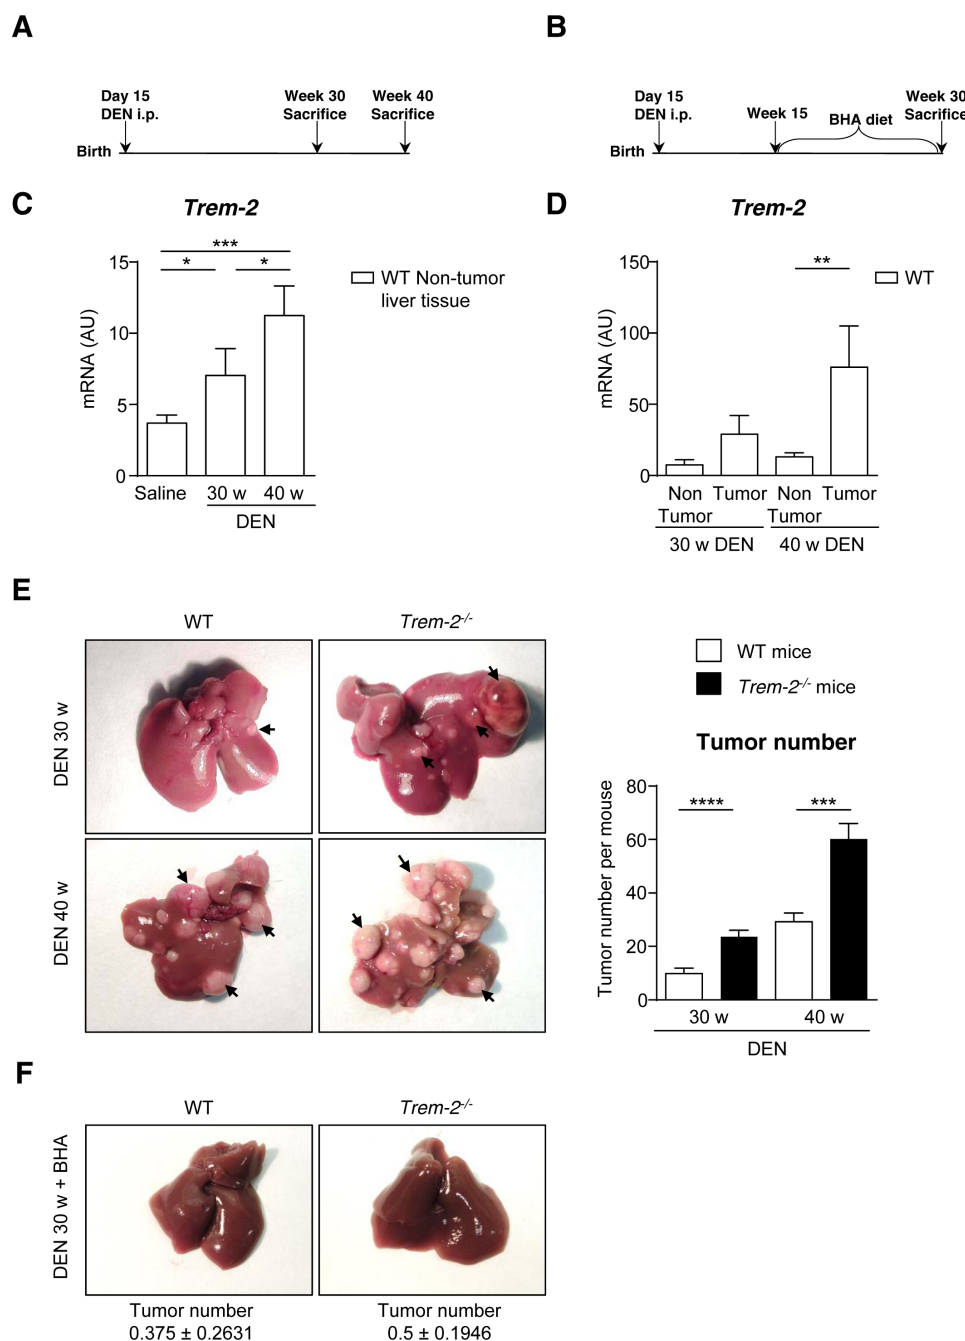 A
B
Day 15
DEN i.p.
Week 30
Sacrifice
Week 40
Sacrifice
Birth
Day 15
DEN i.p.
Week 15
BHA diet
Week 30
Sacrifice
Birth
C
Trem-2
***
*
*
15
10
5
0
mRNA (AU)
WT Non-tumor
liver tissue
Saline
30 w
40 w
DEN
D
Trem-2
**
150
100
50
0
mRNA (AU)
WT
Non
Tumor
Tumor
Non
Tumor
Tumor
30 w DEN
40 w DEN
E
WT
Trem-2-/-
DEN 30 w
DEN 40 w
WT mice
Trem-2-/- mice
Tumor number
****
***
80
60
40
20
0
Tumor number per mouse
30 w
40 w
DEN
F
WT
Trem-2-/-
DEN 30 w + BHA
Tumor number
0.375 ± 0.2631
Tumor number
0.5 ± 0.1946